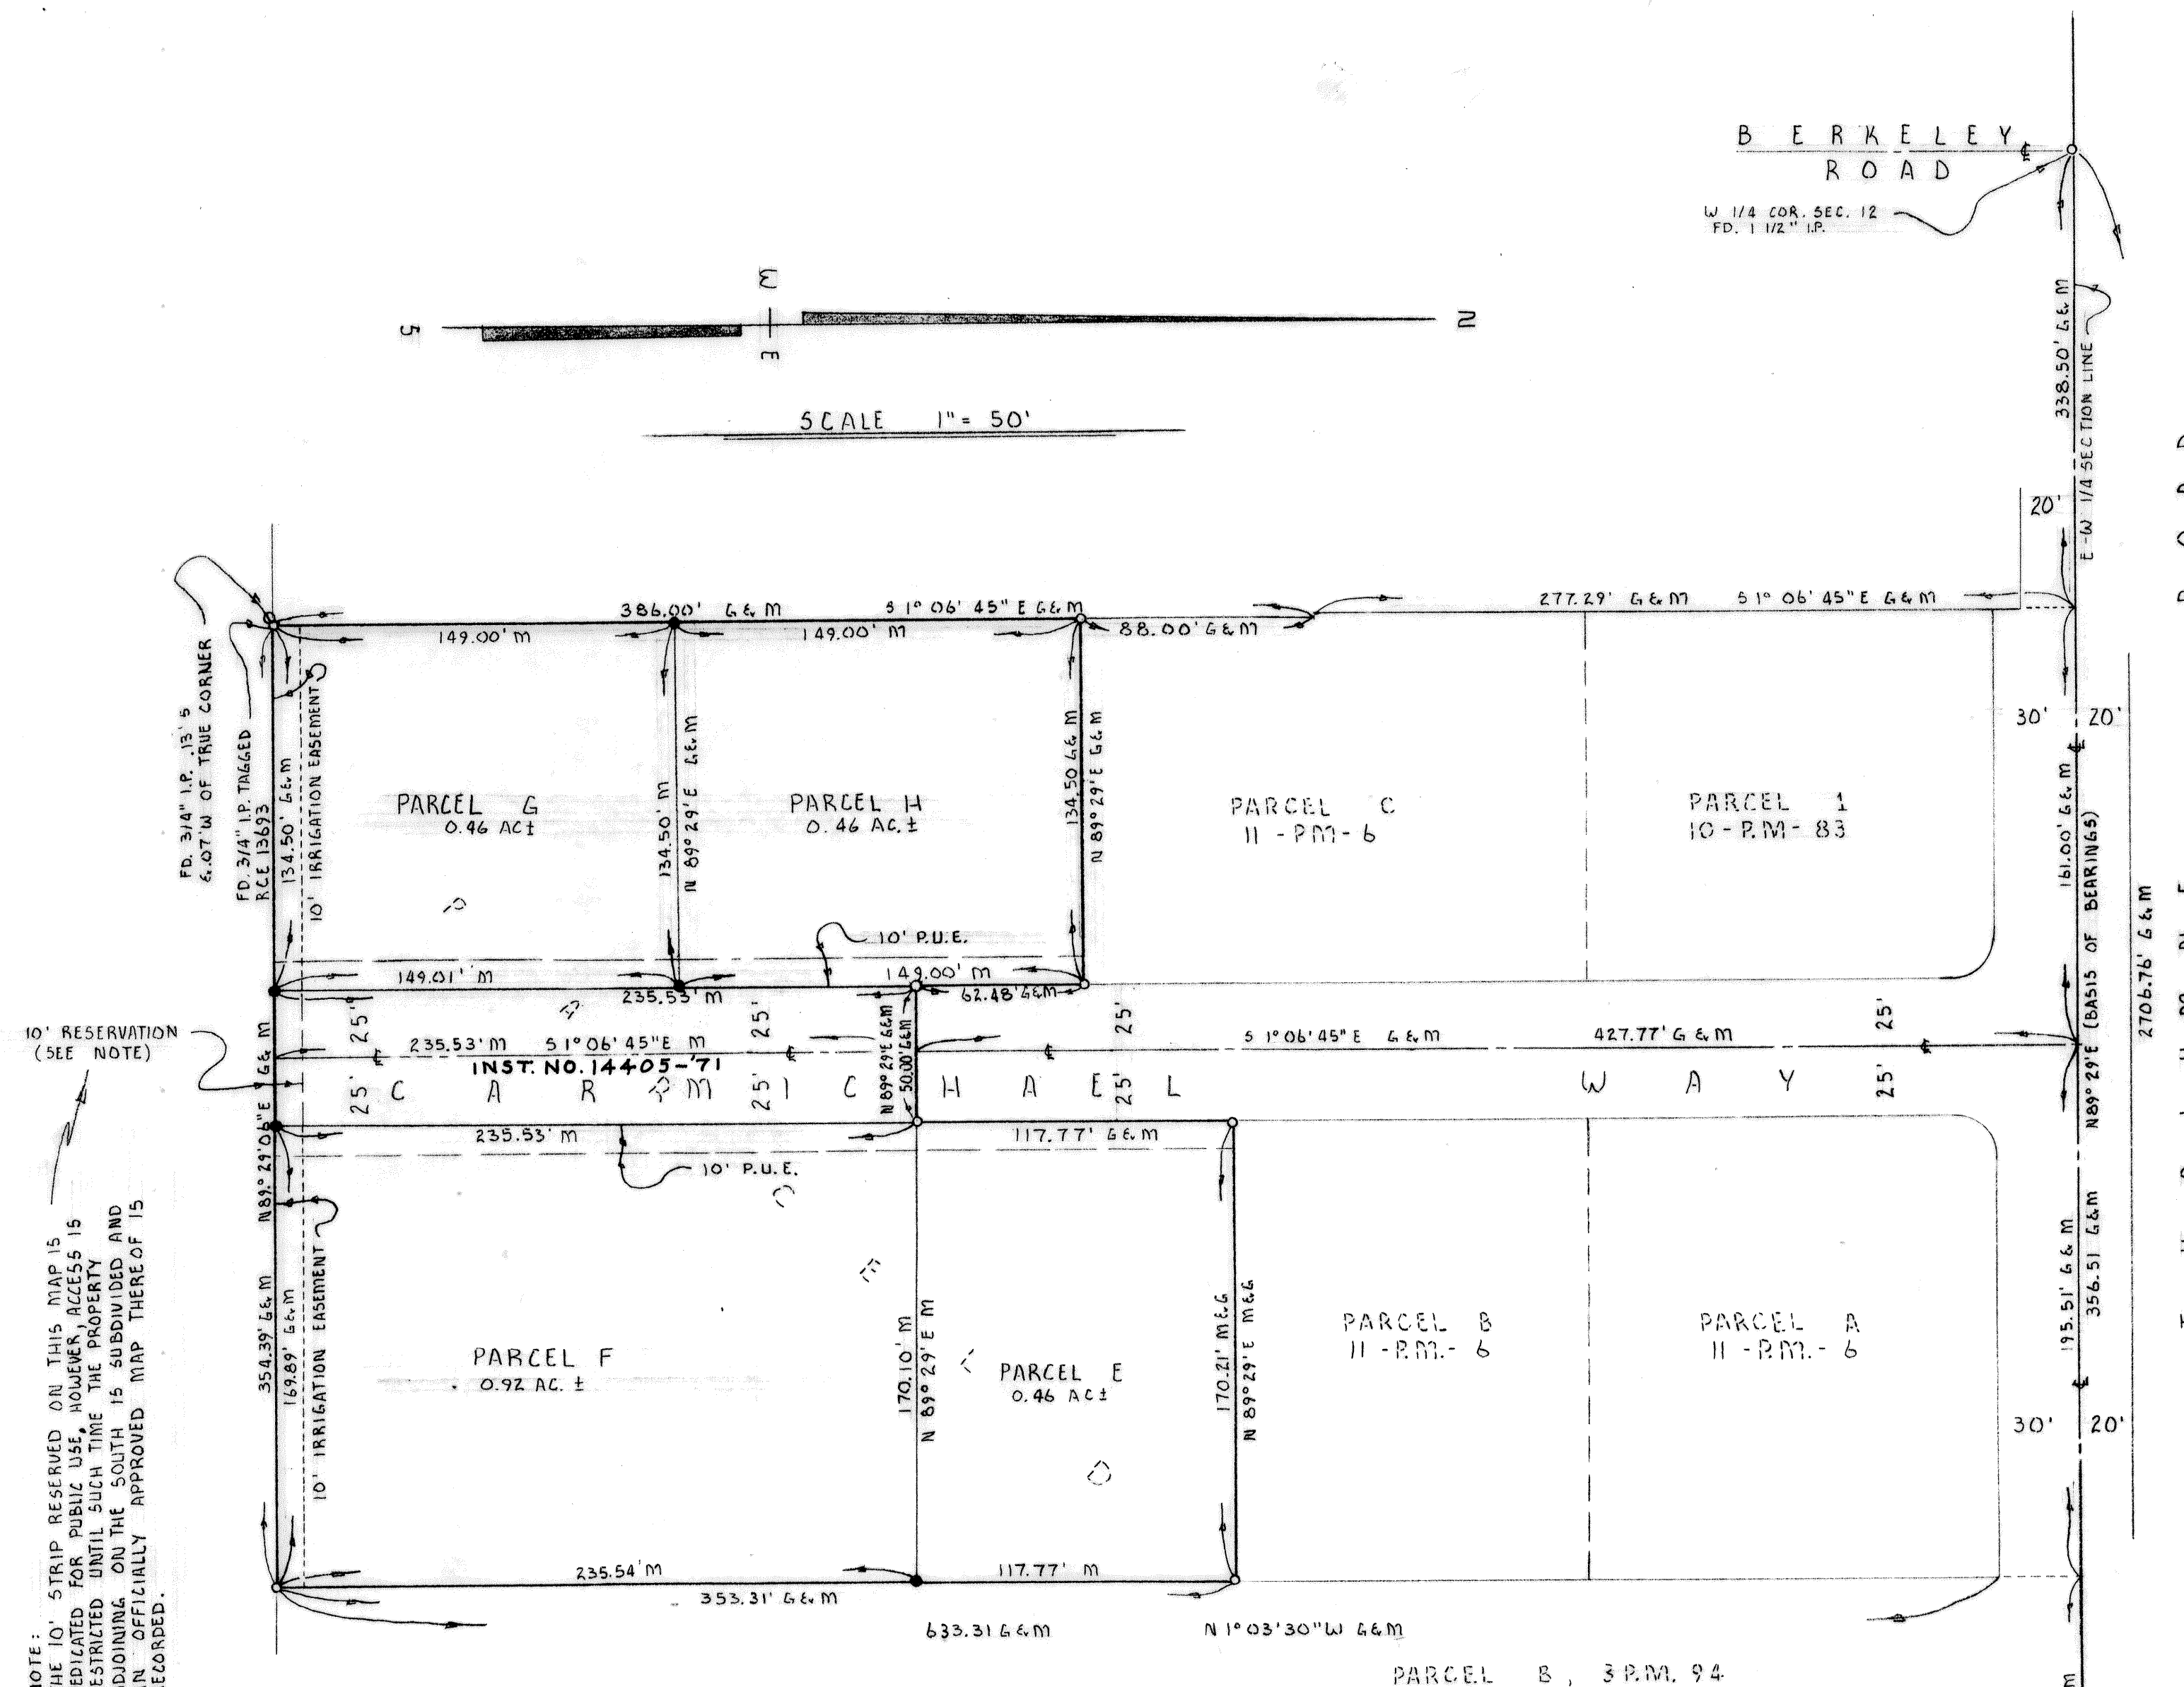 BERKELEY ℄
ROAD
W 1/4 COR. SEC. 12
FD. 1 1/2" I.P.
338.50' G & M
E-W 1/4 SECTION LINE
W
S
N
E
SCALE 1" = 50'
20'
386.00' G & M S 1° 06' 45" E G & M
277.29' G & M S 1° 06' 45" E G & M
149.00' M
149.00' M
88.00' G & M
FD. 3/4" I.P. .13' S
& .07' W OF TRUE CORNER
FD. 3/4" I.P. TAGGED
RCE 13693
134.50' G & M
10' IRRIGATION EASEMENT
134.50' M
N 89° 29' E G & M
134.50 G & M
N 89° 29' E G & M
30' 20'
℄
PARCEL G
0.46 AC ±
PARCEL H
0.46 AC. ±
PARCEL C
11 - P.M - 6
PARCEL 1
10 - P.M - 83
161.00' G & M
N 89° 29' E (BASIS OF BEARINGS)
2706.76' G & M
10' P.U.E.
149.01' M
149.00' M
235.53' M
62.48' G & M
10' RESERVATION
(SEE NOTE)
N 89° 29' 06" E G & M
25'
25'
25'
25'
235.53' M S 1° 06' 45" E M
℄
℄
INST. NO. 14405-'71
N 89° 29' E G & M
50.00' G & M
S 1° 06' 45" E G & M
427.77' G & M
℄
℄
CARMICHAEL WAY
25'
25'
25'
25'
235.53' M
117.77' G & M
10' P.U.E.
354.39' G & M
169.89' G & M
10' IRRIGATION EASEMENT
PARCEL F
0.92 AC. ±
170.10' M
N 89° 29' E M
PARCEL E
0.46 AC ±
170.21' M & G
N 89° 29' E M & G
PARCEL B
11 - P.M. - 6
PARCEL A
11 - P.M. - 6
195.51' G & M
356.51 G & M
℄
30' 20'
235.54' M
117.77' M
353.31' G & M
633.31 G & M N 1° 03' 30" W G & M
PARCEL B, 3 P.M. 94
M
STRIP RESERVED ON THIS MAP IS
FOR PUBLIC USE, HOWEVER, ACCESS IS
UNTIL SUCH TIME THE PROPERTY
ON THE SOUTH IS SUBDIVIDED AND
OFFICIALLY APPROVED MAP THEREOF IS